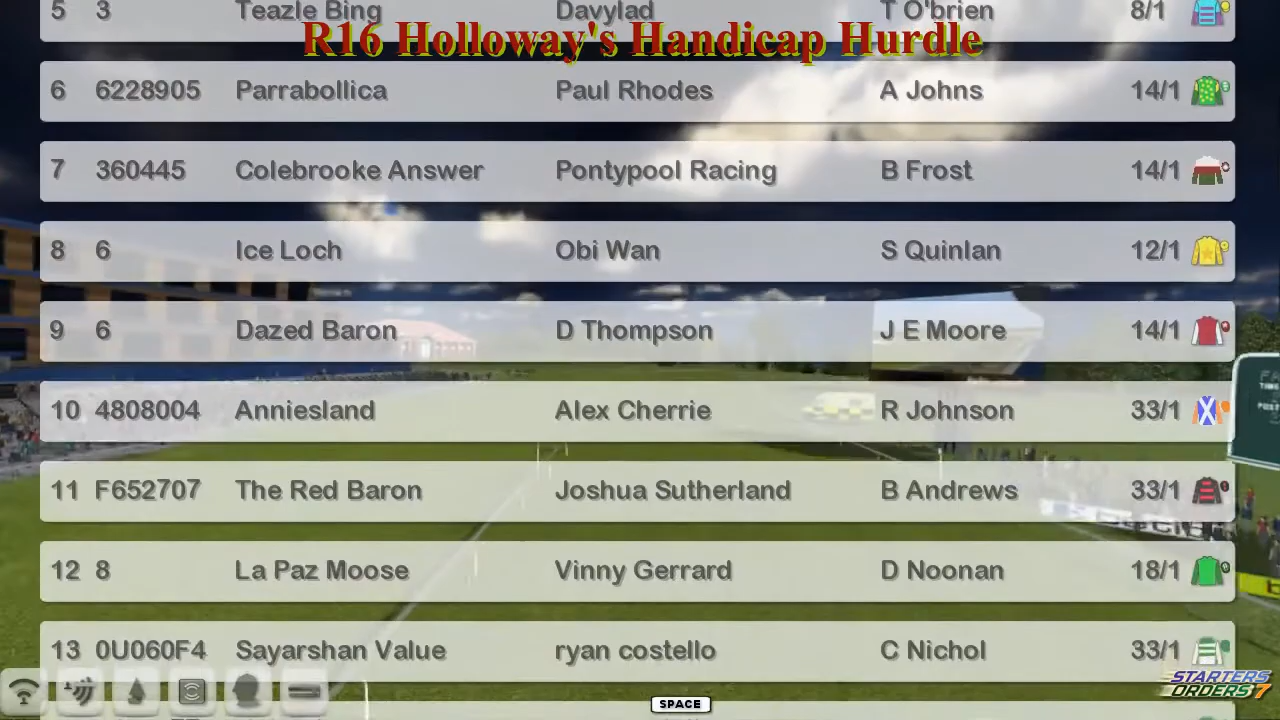 5 3 Teazle Bing Davylad T O'brien 8/1
R16 Holloway's Handicap Hurdle
6 6228905 Parrabollica Paul Rhodes A Johns 14/1
7 360445 Colebrooke Answer Pontypool Racing B Frost 14/1
8 6 Ice Loch Obi Wan S Quinlan 12/1
9 6 Dazed Baron D Thompson J E Moore 14/1
10 4808004 Anniesland Alex Cherrie R Johnson 33/1
11 F652707 The Red Baron Joshua Sutherland B Andrews 33/1
12 8 La Paz Moose Vinny Gerrard D Noonan 18/1
13 0U060F4 Sayarshan Value ryan costello C Nichol 33/1
STARTERS
ORDERS 7
SPACE